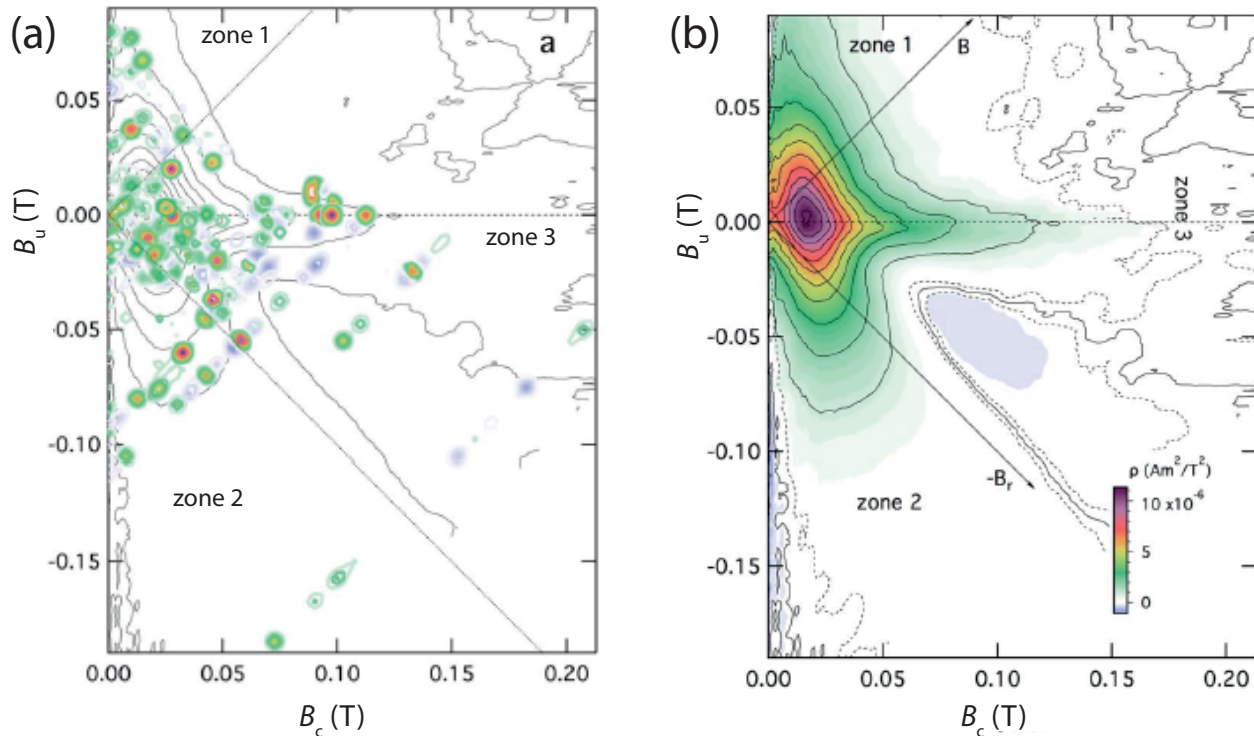 (a)
zone 1
a
0.05
0.00
-0.05
-0.10
-0.15
B_u (T)
zone 3
zone 2
0.00
0.05
0.10
0.15
0.20
B_c (T)
(b)
zone 1
B
0.05
0.00
-0.05
-0.10
-0.15
B_u (T)
zone 3
-B_r
zone 2
ρ (Am²/T²)
10 x10⁻⁶
5
0
0.00
0.05
0.10
0.15
0.20
B_c (T)